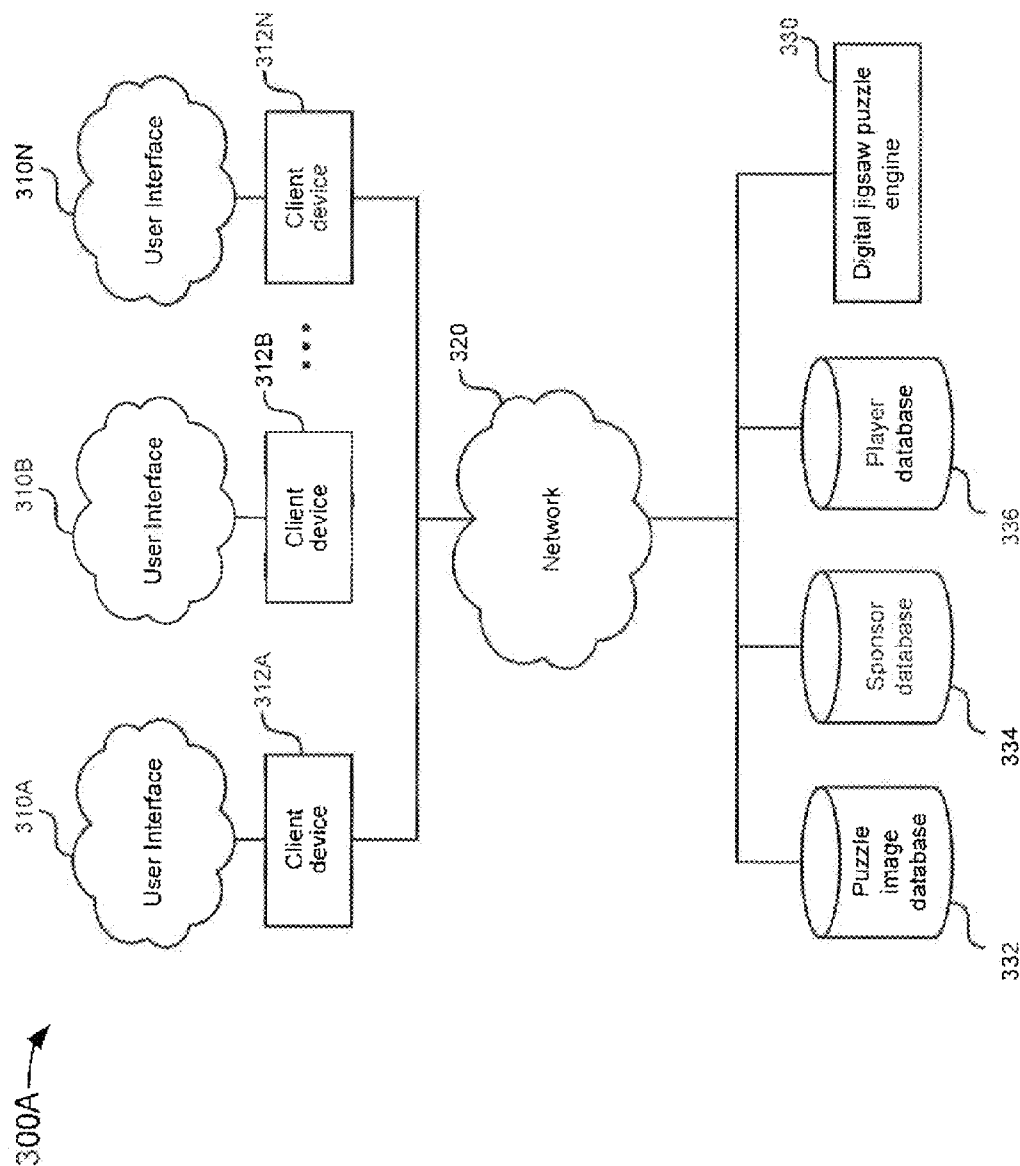 300A
310A
User Interface
310B
User Interface
310N
User Interface
312A
Client
device
312B
Client
device
•••
312N
Client
device
320
Network
Puzzle
image
database
332
Sponsor
database
334
Player
database
336
Digital jigsaw puzzle
engine
330